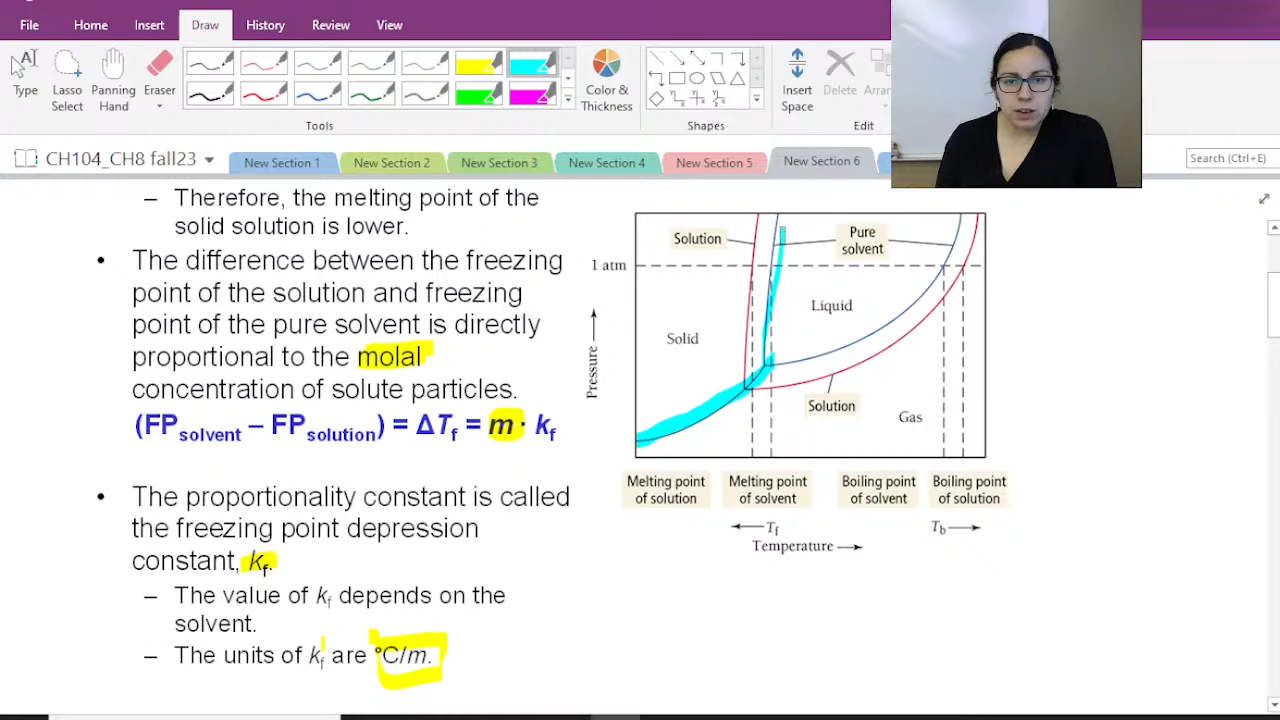 File Home Insert Draw History Review View
Type
Lasso Select
Panning Hand
Eraser
Color & Thickness
Insert Space
Delete
Tools
Shapes
Edit
CH104_CH8 fall23
New Section 1
New Section 2
New Section 3
New Section 4
New Section 5
New Section 6
Search (Ctrl+E)
– Therefore, the melting point of the
solid solution is lower.
• The difference between the freezing
point of the solution and freezing
point of the pure solvent is directly
proportional to the molal
concentration of solute particles.
(FPsolvent – FPsolution) = ΔTf = m · kf
• The proportionality constant is called
the freezing point depression
constant, kf.
– The value of kf depends on the
solvent.
– The units of kf are °C/m.
Solution
Pure
solvent
1 atm
Liquid
Solid
Pressure
Solution
Gas
Melting point
of solution
Melting point
of solvent
Boiling point
of solvent
Boiling point
of solution
Tf
Tb
Temperature